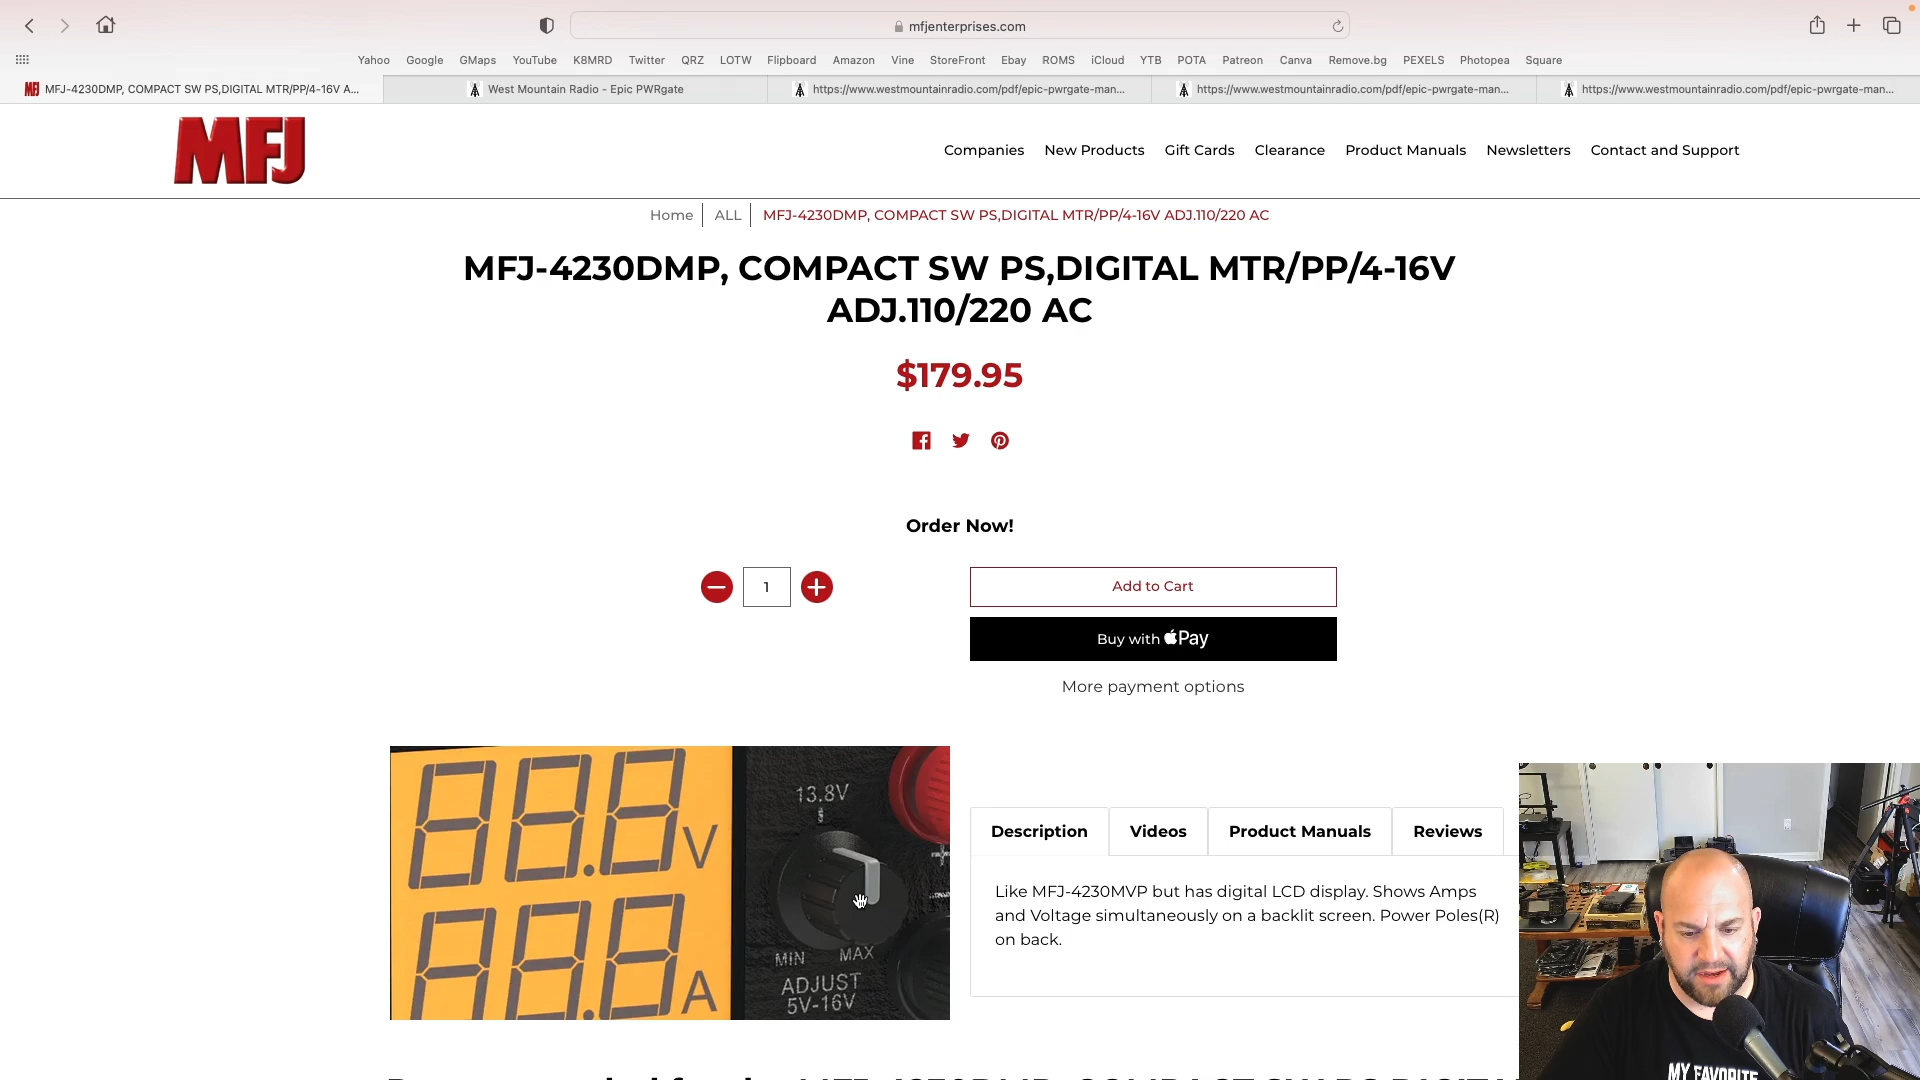 mfjenterprises.com
Yahoo Google GMaps YouTube K8MRD Twitter QRZ LOTW Flipboard Amazon Vine StoreFront Ebay ROMS iCloud YTB POTA Patreon Canva Remove.bg PEXELS Photopea Square
MFJ MFJ-4230DMP, COMPACT SW PS,DIGITAL MTR/PP/4-16V A... West Mountain Radio - Epic PWRgate https://www.westmountainradio.com/pdf/epic-pwrgate-man... https://www.westmountainradio.com/pdf/epic-pwrgate-man... https://www.westmountainradio.com/pdf/epic-pwrgate-man...
MFJ
Companies New Products Gift Cards Clearance Product Manuals Newsletters Contact and Support
Home ALL MFJ-4230DMP, COMPACT SW PS,DIGITAL MTR/PP/4-16V ADJ.110/220 AC
MFJ-4230DMP, COMPACT SW PS,DIGITAL MTR/PP/4-16V
ADJ.110/220 AC
$179.95
Order Now!
1
Add to Cart
Buy with Pay
More payment options
88.8 V
88.8 A
13.8V
MIN MAX
ADJUST
5V-16V
Description Videos Product Manuals Reviews
Like MFJ-4230MVP but has digital LCD display. Shows Amps
and Voltage simultaneously on a backlit screen. Power Poles(R)
on back.
MY FAVORITE